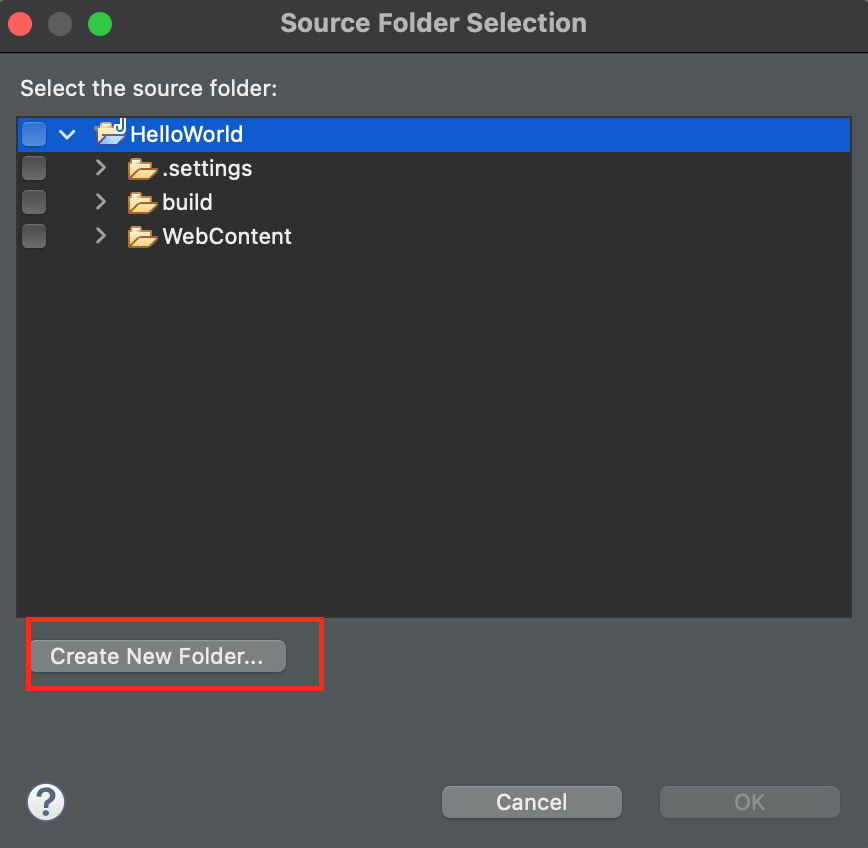 Source Folder Selection
Select the source folder:
HelloWorld
.settings
build
WebContent
Create New Folder...
?
Cancel
OK